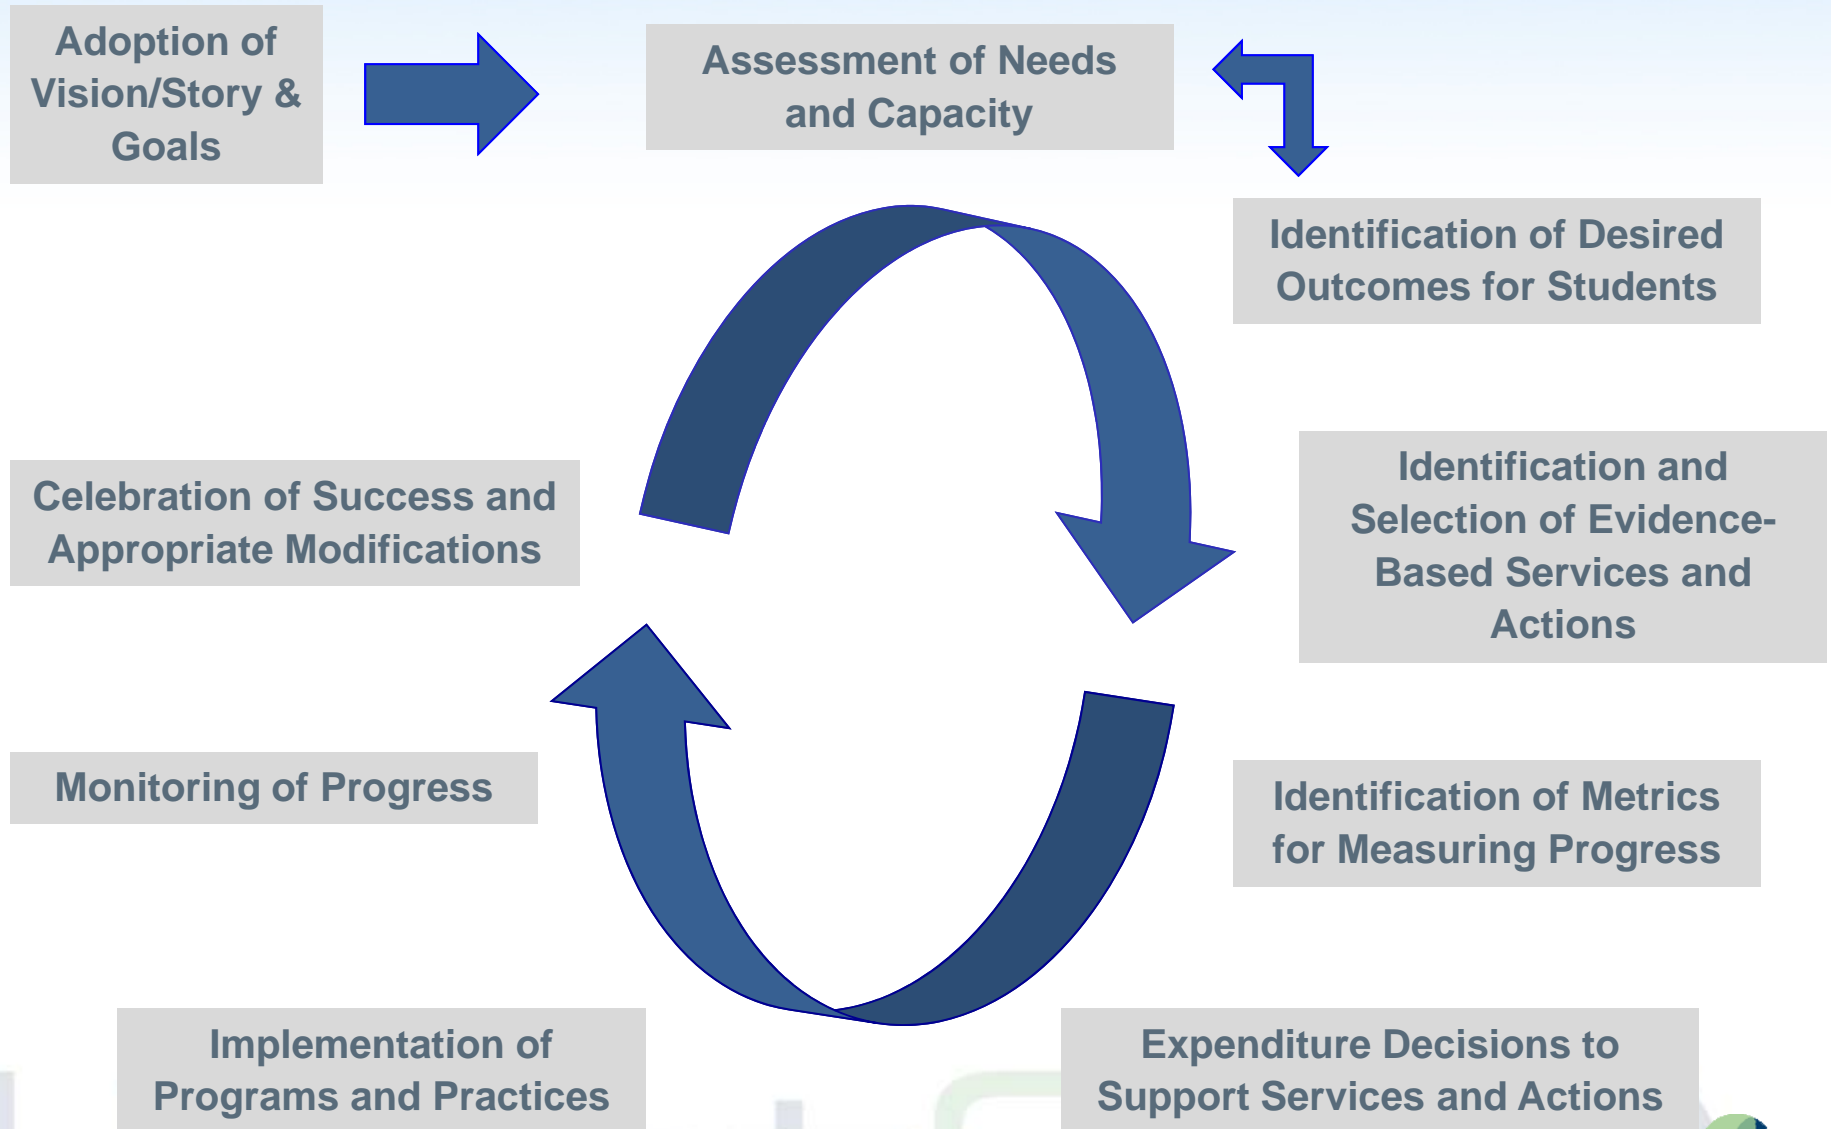 Adoption of
Vision/Story &
Goals
Assessment of Needs
and Capacity
Identification of Desired
Outcomes for Students
Identification and
Selection of Evidence-
Based Services and
Actions
Identification of Metrics
for Measuring Progress
Expenditure Decisions to
Support Services and Actions
Implementation of
Programs and Practices
Monitoring of Progress
Celebration of Success and
Appropriate Modifications